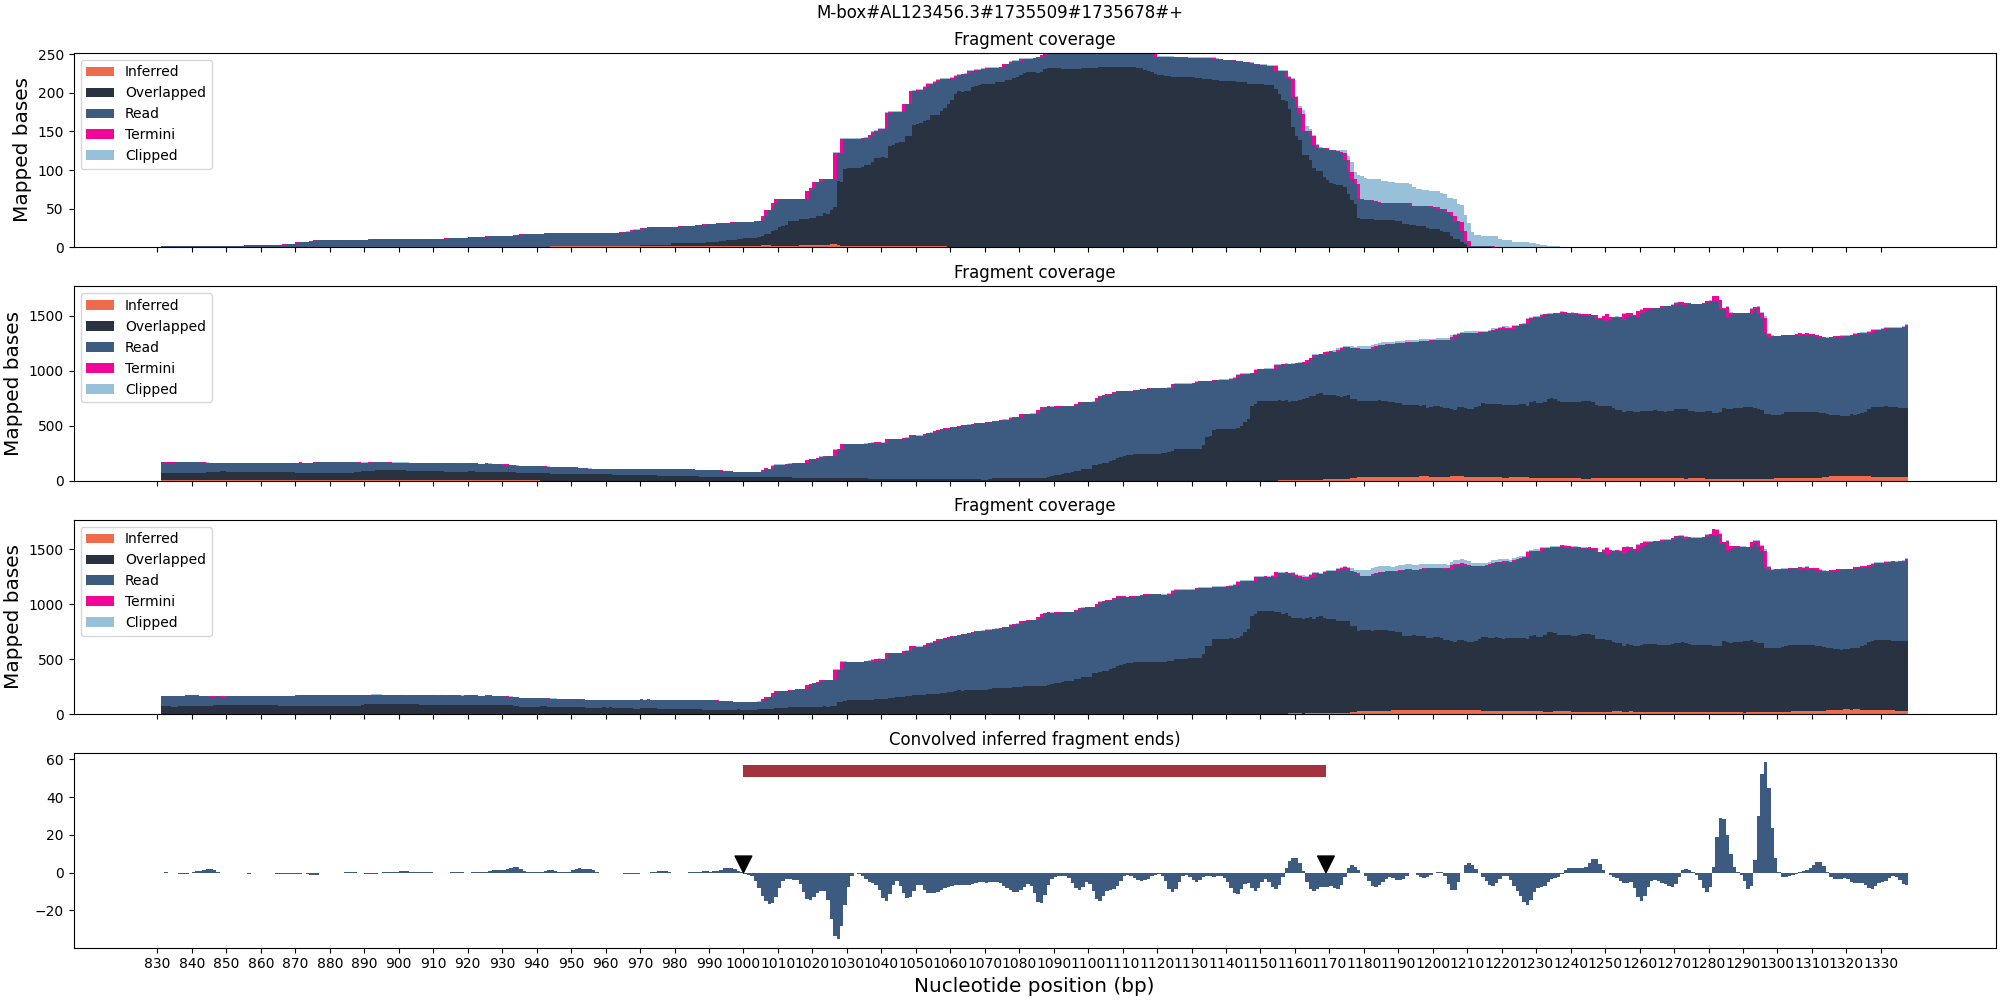 M-box#AL123456.3#1735509#1735678#+
Fragment coverage
Mapped bases
250
200
150
100
50
0
Inferred
Overlapped
Read
Termini
Clipped
Fragment coverage
Mapped bases
1500
1000
500
0
Inferred
Overlapped
Read
Termini
Clipped
Fragment coverage
Mapped bases
1500
1000
500
0
Inferred
Overlapped
Read
Termini
Clipped
Convolved inferred fragment ends)
60
40
20
0
−20
830 840 850 860 870 880 890 900 910 920 930 940 950 960 970 980 990 1000 1010 1020 1030 1040 1050 1060 1070 1080 1090 1100 1110 1120 1130 1140 1150 1160 1170 1180 1190 1200 1210 1220 1230 1240 1250 1260 1270 1280 1290 1300 1310 1320 1330
Nucleotide position (bp)